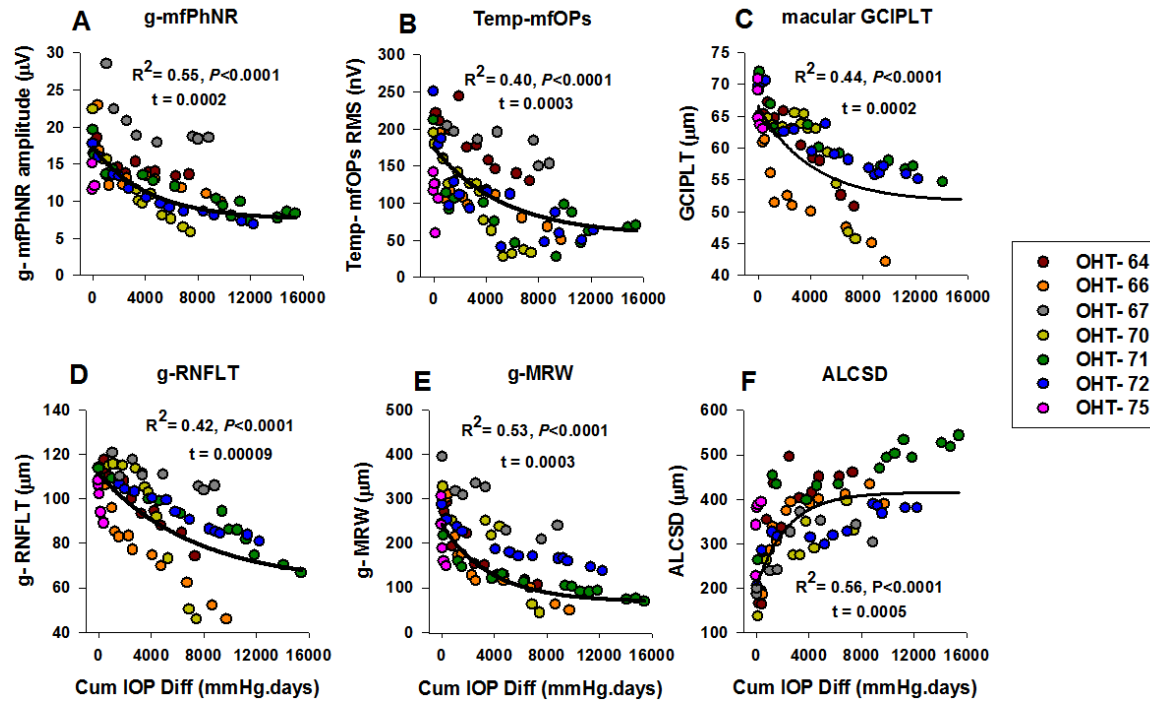 A
g-mfPhNR
B
Temp-mfOPs
C
macular GCIPLT
g- mfPhNR amplitude (µV)
30
25
20
15
10
5
0
R²= 0.55, P<0.0001
t = 0.0002
0 4000 8000 12000 16000
Temp- mfOPs RMS (nV)
300
250
200
150
100
50
0
R²= 0.40, P<0.0001
t = 0.0003
0 4000 8000 12000 16000
GCIPLT (µm)
75
70
65
60
55
50
45
40
R²= 0.44, P<0.0001
t = 0.0002
0 4000 8000 12000 16000
OHT- 64
OHT- 66
OHT- 67
OHT- 70
OHT- 71
OHT- 72
OHT- 75
D
g-RNFLT
E
g-MRW
F
ALCSD
g- RNFLT (µm)
140
120
100
80
60
40
R²= 0.42, P<0.0001
t = 0.00009
0 4000 8000 12000 16000
Cum IOP Diff (mmHg.days)
g- MRW (µm)
500
400
300
200
100
0
R²= 0.53, P<0.0001
t = 0.0003
0 4000 8000 12000 16000
Cum IOP Diff (mmHg.days)
ALCSD (µm)
600
500
400
300
200
100
R²= 0.56, P<0.0001
t = 0.0005
0 4000 8000 12000 16000
Cum IOP Diff (mmHg.days)